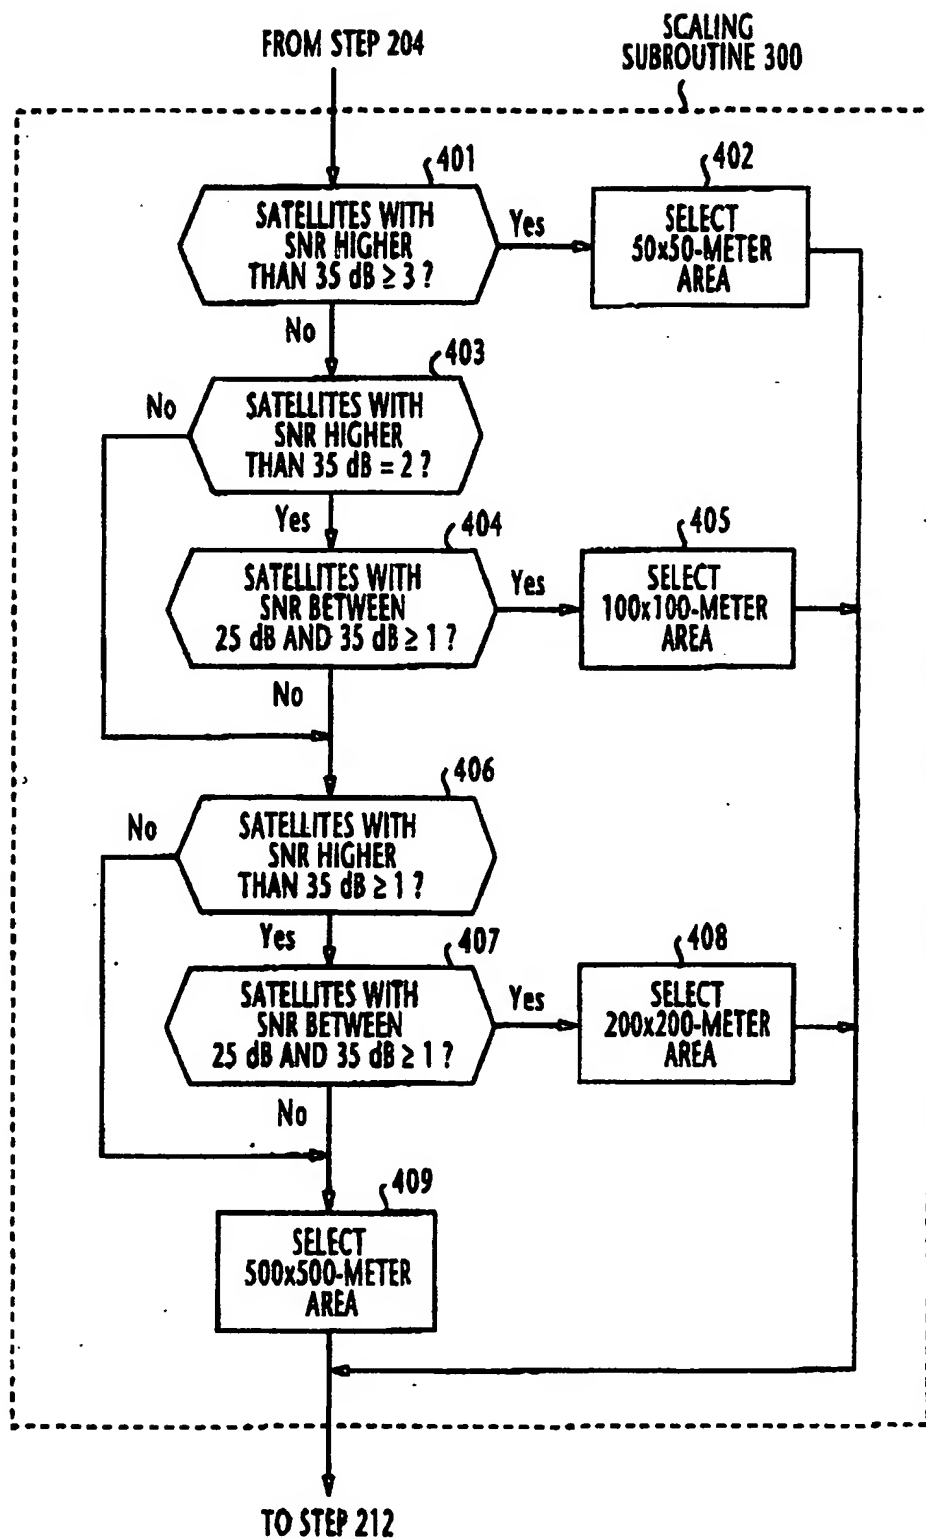 SCALING
SUBROUTINE 300
FROM STEP 204
401
SATELLITES WITH
SNR HIGHER
THAN 35 dB ≥ 3 ?
Yes
402
SELECT
50x50-METER
AREA
No
403
SATELLITES WITH
SNR HIGHER
THAN 35 dB = 2 ?
No
Yes
404
SATELLITES WITH
SNR BETWEEN
25 dB AND 35 dB ≥ 1 ?
Yes
405
SELECT
100x100-METER
AREA
No
406
SATELLITES WITH
SNR HIGHER
THAN 35 dB ≥ 1 ?
No
Yes
407
SATELLITES WITH
SNR BETWEEN
25 dB AND 35 dB ≥ 1 ?
Yes
408
SELECT
200x200-METER
AREA
No
409
SELECT
500x500-METER
AREA
TO STEP 212